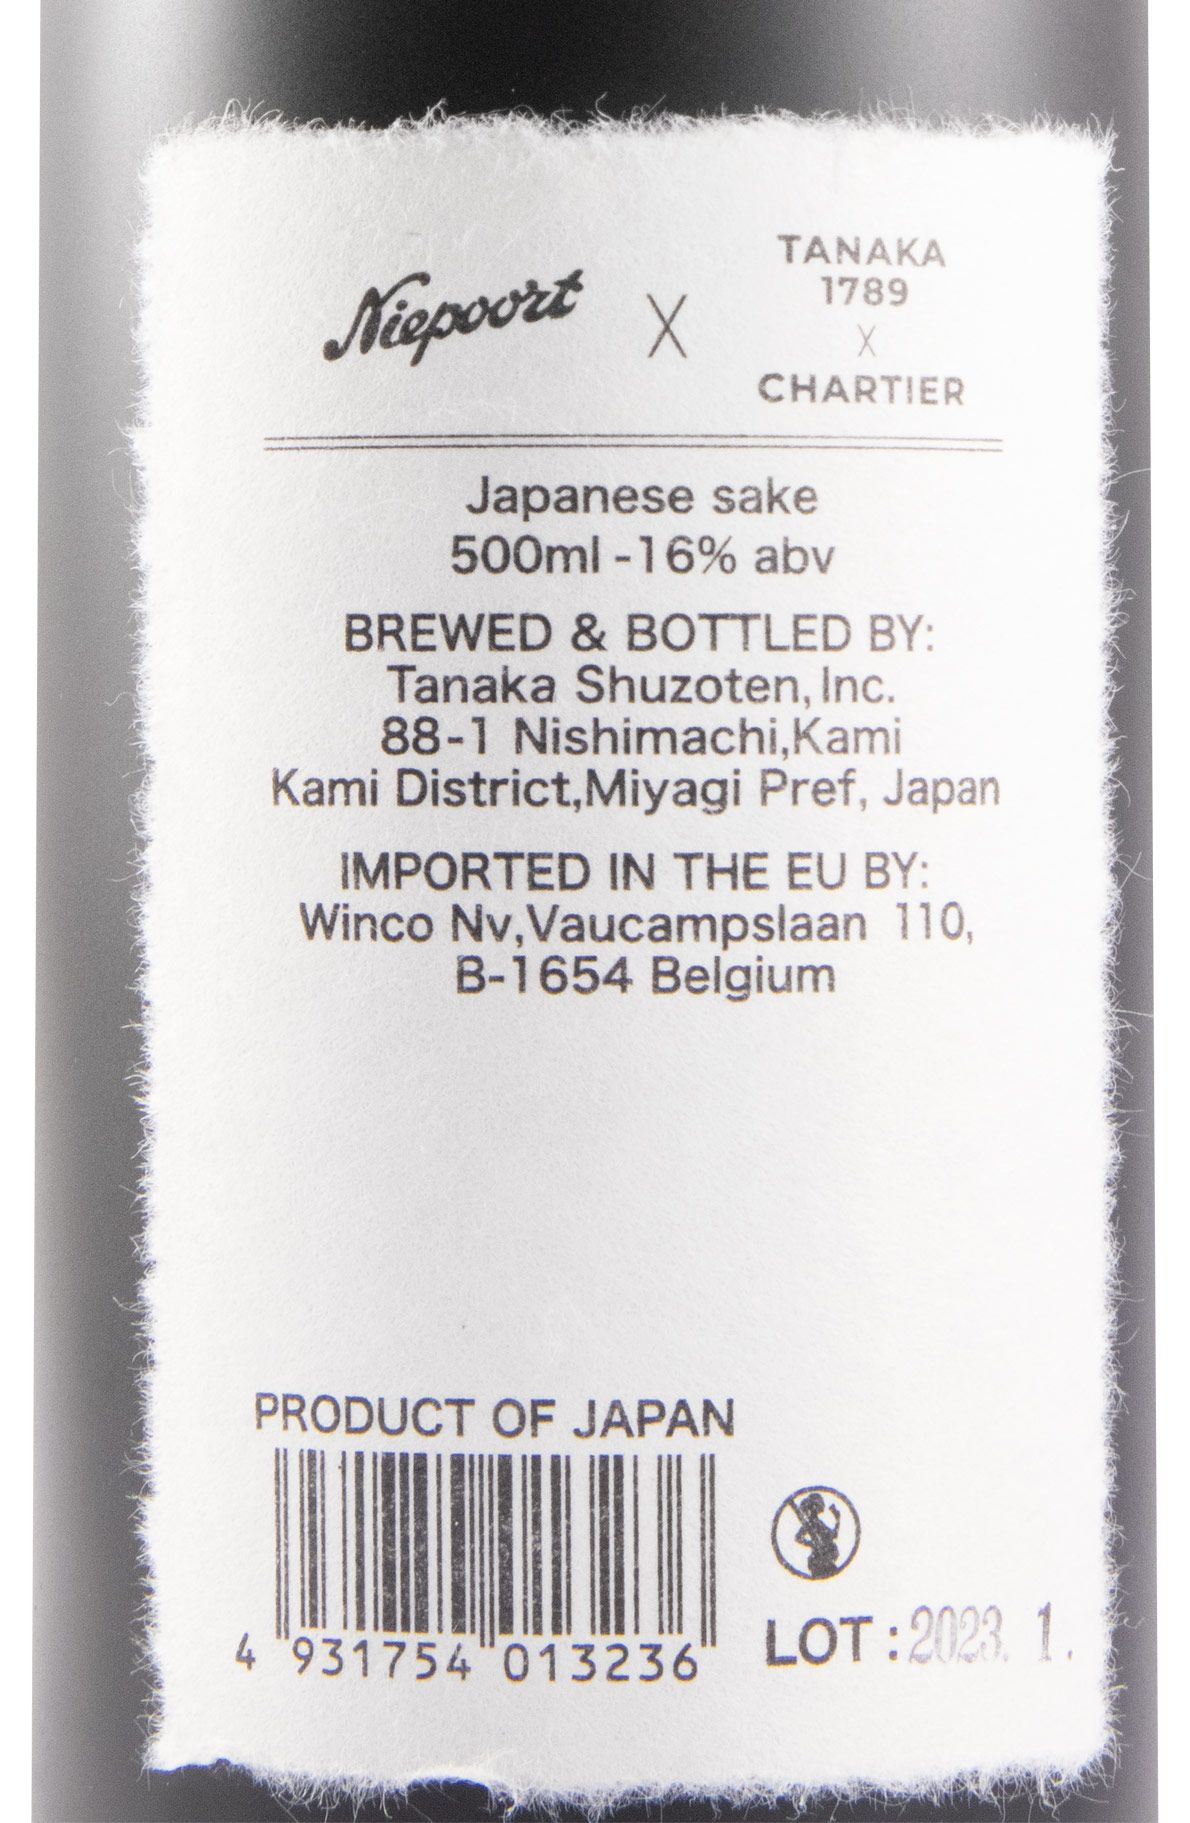 Niepoort X TANAKA
1789
X
CHARTIER
Japanese sake
500ml -16% abv
BREWED & BOTTLED BY:
Tanaka Shuzoten, Inc.
88-1 Nishimachi,Kami
Kami District,Miyagi Pref, Japan
IMPORTED IN THE EU BY:
Winco Nv,Vaucampslaan 110,
B-1654 Belgium
PRODUCT OF JAPAN
4 931754 013236
LOT : 2023. 1.